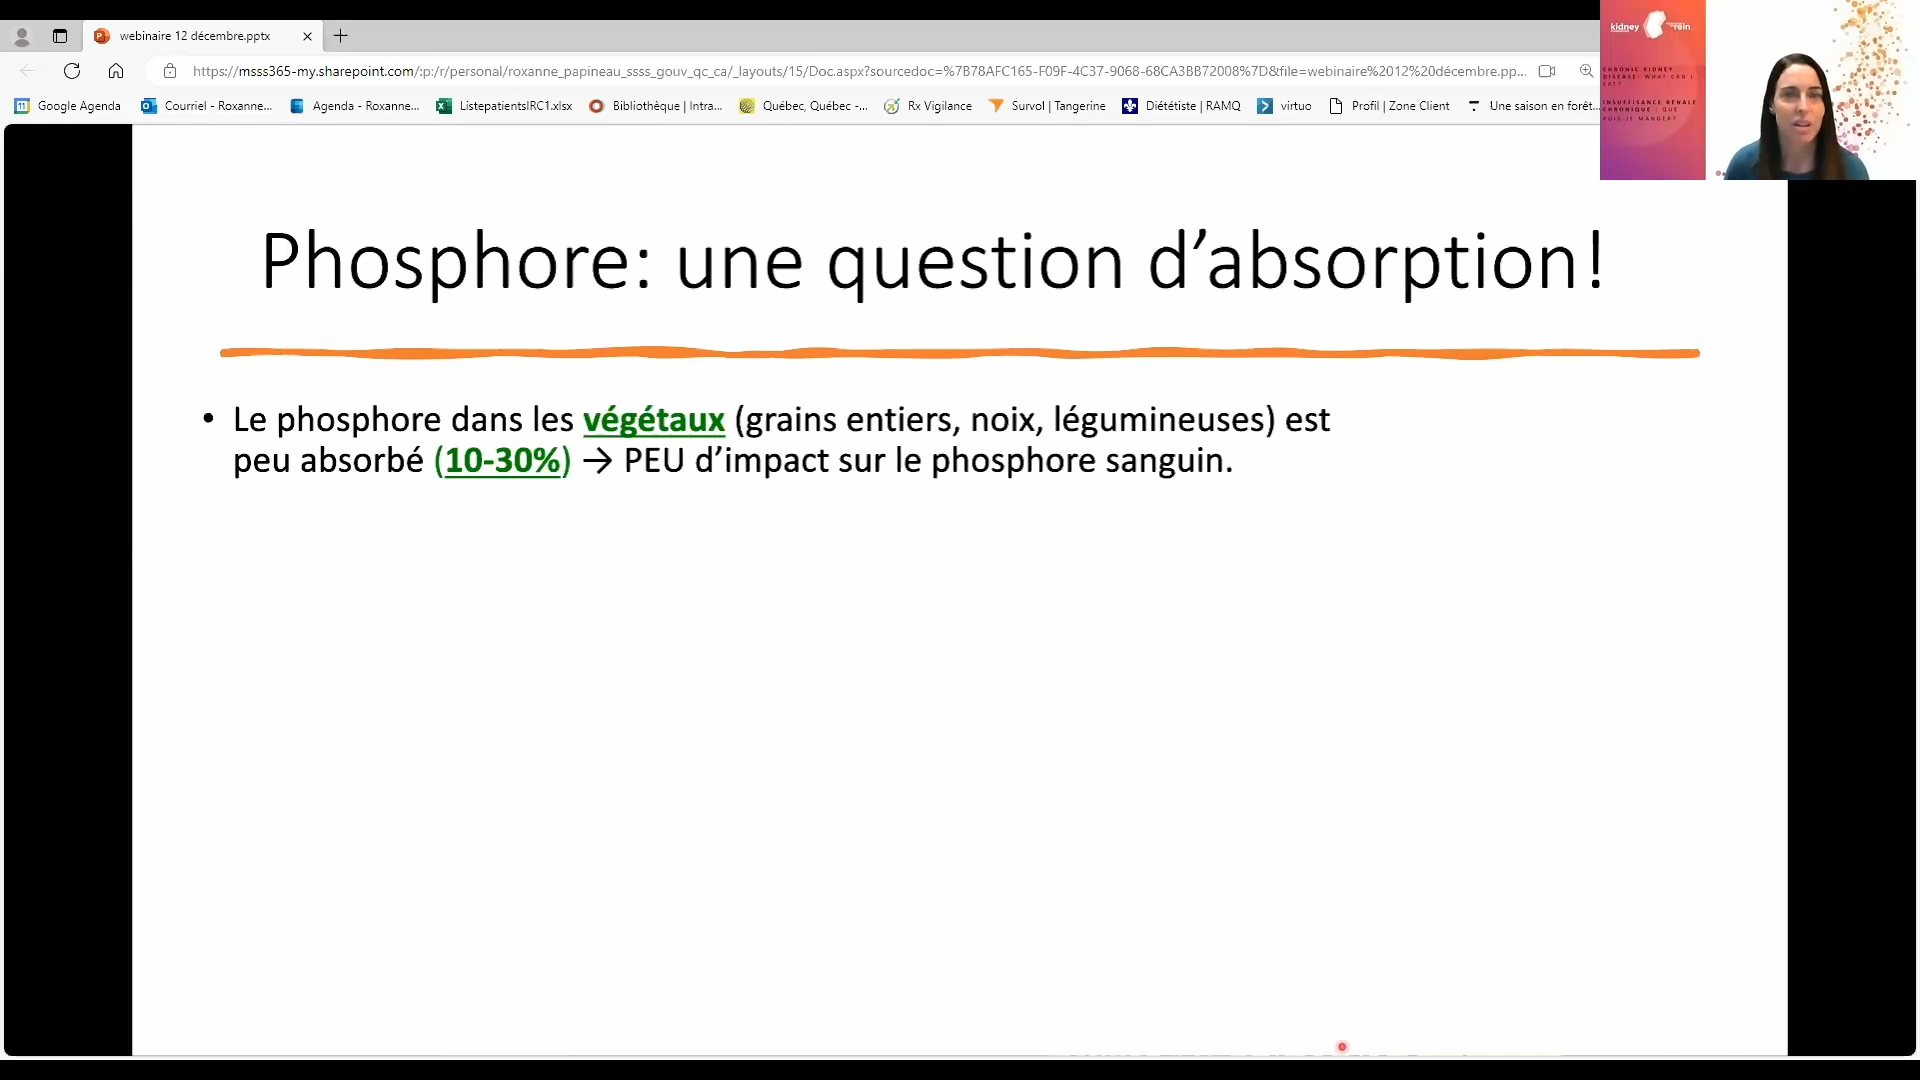 webinaire 12 décembre.pptx
https://msss365-my.sharepoint.com/:p:/r/personal/roxanne_papineau_ssss_gouv_qc_ca/_layouts/15/Doc.aspx?sourcedoc=%7B78AFC165-F09F-4C37-9068-68CA3BB72008%7D&file=webinaire%2012%20décembre.pp...
Google Agenda
Courriel - Roxanne...
Agenda - Roxanne...
ListepatientsIRC1.xlsx
Bibliothèque | Intra...
Québec, Québec -...
Rx Vigilance
Survol | Tangerine
Diététiste | RAMQ
virtuo
Profil | Zone Client
Une saison en forêt...
kidney
rein
CHRONIC KIDNEY
DISEASE: WHAT CAN I
EAT?
INSUFFISANCE RÉNALE
CHRONIQUE : QUE
PUIS-JE MANGER?
Phosphore: une question d’absorption!
• Le phosphore dans les végétaux (grains entiers, noix, légumineuses) est
peu absorbé (10-30%) → PEU d’impact sur le phosphore sanguin.